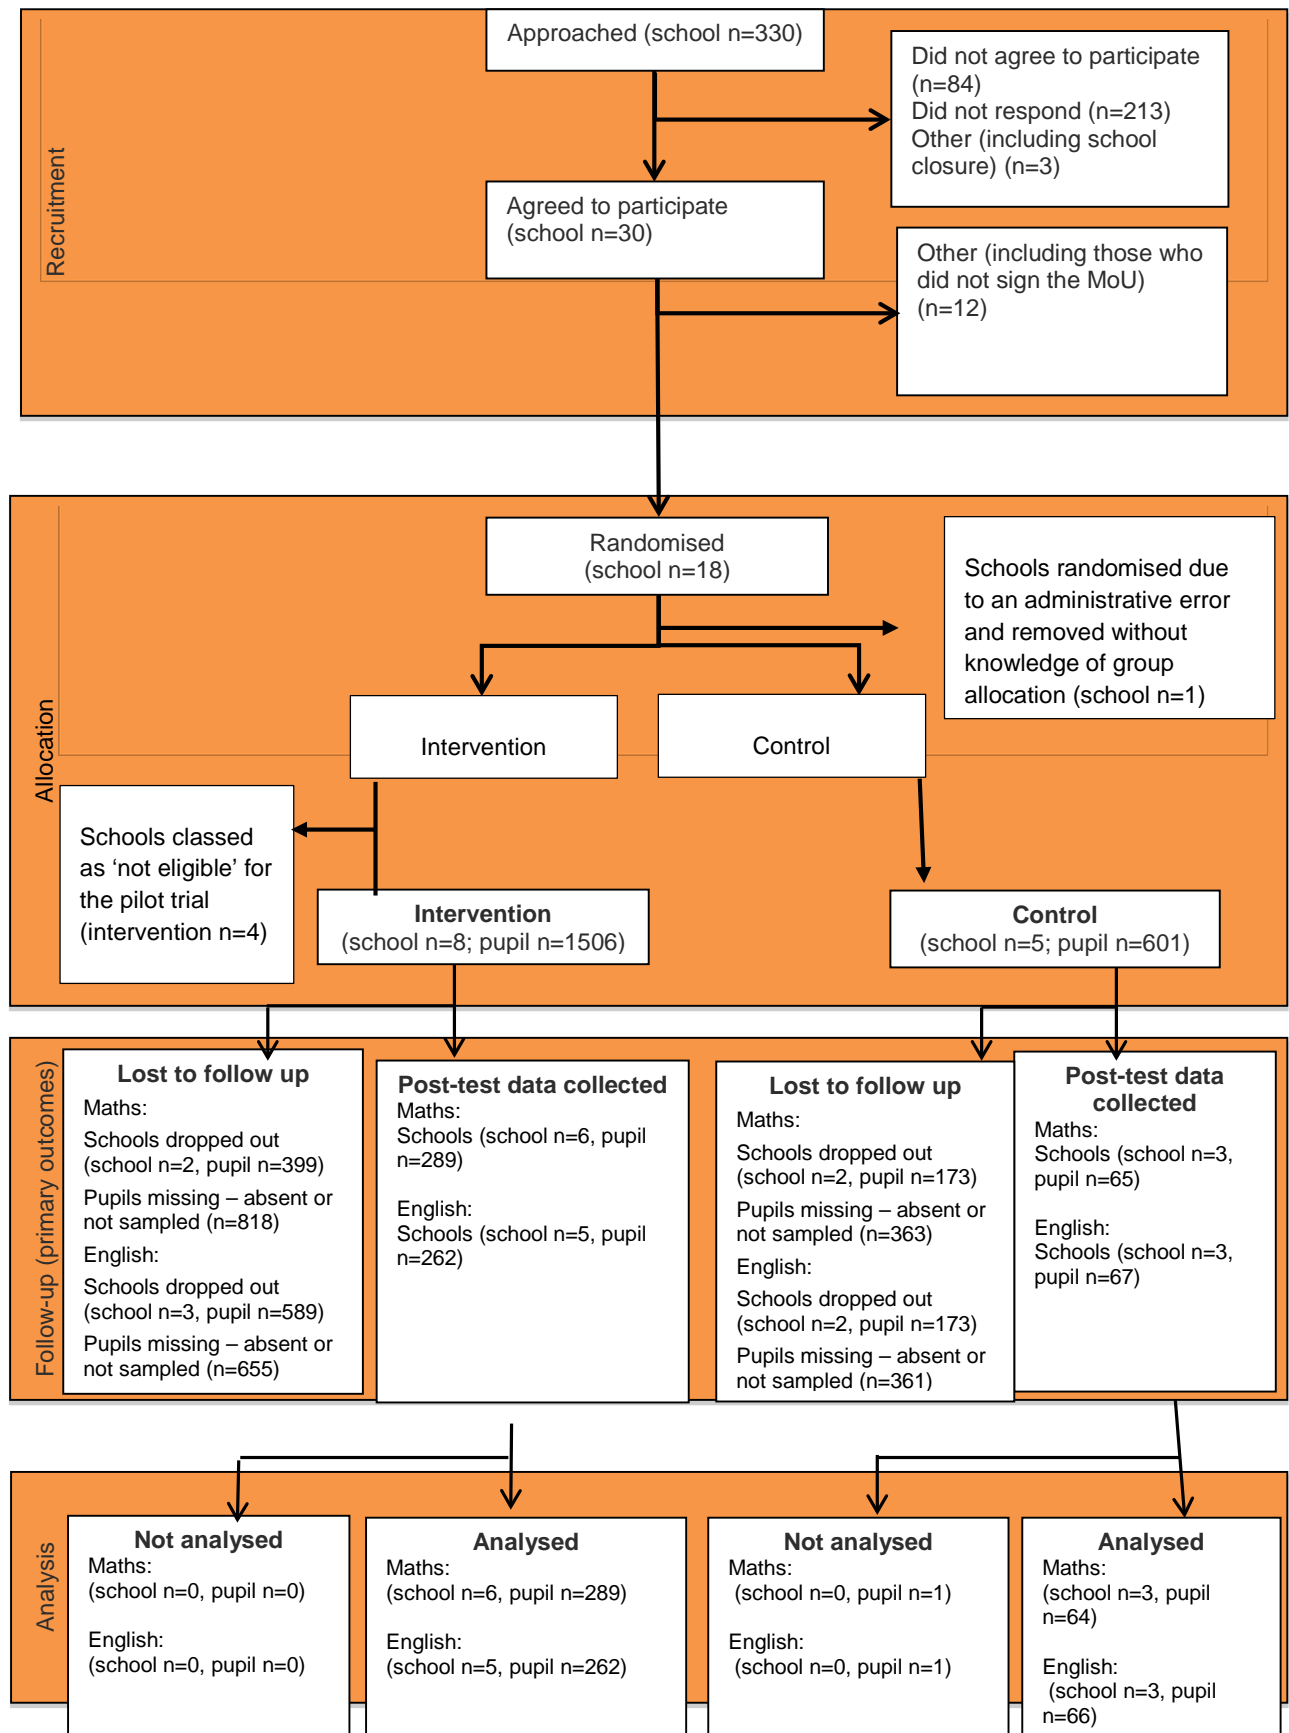 Approached (school n=330)
Did not agree to participate
(n=84)
Did not respond (n=213)
Other (including school
closure) (n=3)
Recruitment
Agreed to participate
(school n=30)
Other (including those who
did not sign the MoU)
(n=12)
Randomised
(school n=18)
Schools randomised due
to an administrative error
and removed without
knowledge of group
allocation (school n=1)
Allocation
Intervention
Control
Schools classed
as ‘not eligible’ for
the pilot trial
(intervention n=4)
Intervention
(school n=8; pupil n=1506)
Control
(school n=5; pupil n=601)
Follow-up (primary outcomes)
Lost to follow up
Maths:
Schools dropped out
(school n=2, pupil n=399)
Pupils missing – absent or
not sampled (n=818)
English:
Schools dropped out
(school n=3, pupil n=589)
Pupils missing – absent or
not sampled (n=655)
Post-test data collected
Maths:
Schools (school n=6, pupil
n=289)
English:
Schools (school n=5, pupil
n=262)
Lost to follow up
Maths:
Schools dropped out
(school n=2, pupil n=173)
Pupils missing – absent or
not sampled (n=363)
English:
Schools dropped out
(school n=2, pupil n=173)
Pupils missing – absent or
not sampled (n=361)
Post-test data
collected
Maths:
Schools (school n=3,
pupil n=65)
English:
Schools (school n=3,
pupil n=67)
Analysis
Not analysed
Maths:
(school n=0, pupil n=0)
English:
(school n=0, pupil n=0)
Analysed
Maths:
(school n=6, pupil n=289)
English:
(school n=5, pupil n=262)
Not analysed
Maths:
(school n=0, pupil n=1)
English:
(school n=0, pupil n=1)
Analysed
Maths:
(school n=3, pupil
n=64)
English:
(school n=3, pupil
n=66)